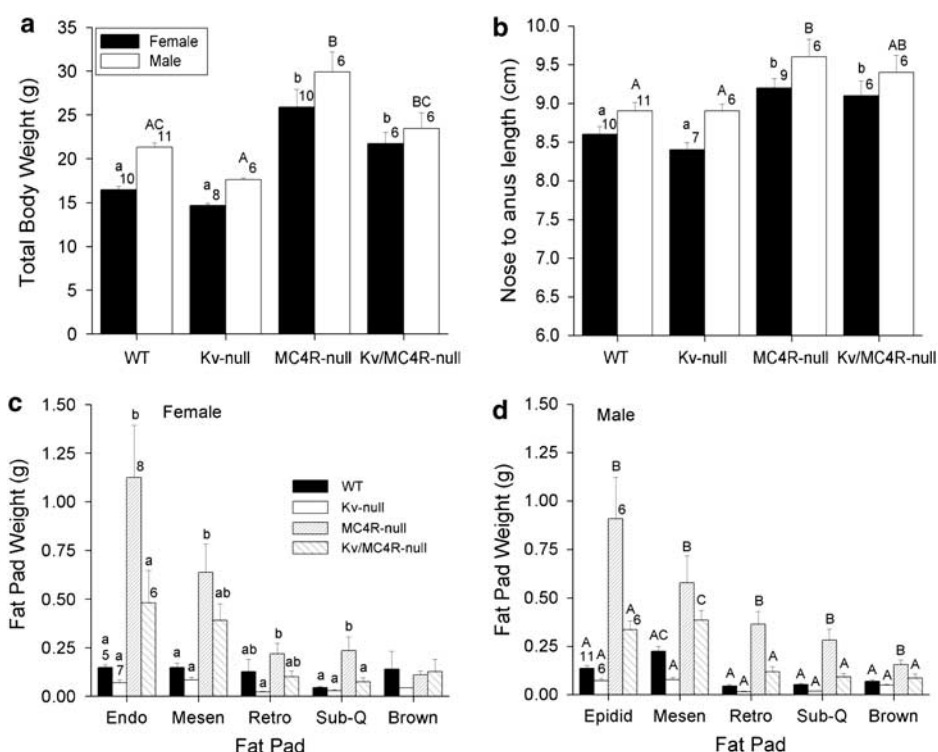 a
Total Body Weight (g)
35
30
25
20
15
10
5
0
Female
Male
a
10
AC
11
a
8
A
6
b
10
B
6
b
6
BC
6
WT
Kv-null
MC4R-null
Kv/MC4R-null
b
Nose to anus length (cm)
10.0
9.5
9.0
8.5
8.0
7.5
7.0
6.5
6.0
a
10
A
11
a
7
A
6
b
9
B
6
b
6
AB
6
WT
Kv-null
MC4R-null
Kv/MC4R-null
c
Female
Fat Pad Weight (g)
1.50
1.25
1.00
0.75
0.50
0.25
0.00
WT
Kv-null
MC4R-null
Kv/MC4R-null
a
5
a
7
b
8
a
6
a
a
b
ab
ab
a
b
ab
a
a
b
a
Endo
Mesen
Retro
Sub-Q
Brown
Fat Pad
d
Male
Fat Pad Weight (g)
1.50
1.25
1.00
0.75
0.50
0.25
0.00
A
11
A
6
B
6
A
6
AC
A
B
C
A
A
B
A
A
A
B
A
A
A
B
A
Epidid
Mesen
Retro
Sub-Q
Brown
Fat Pad